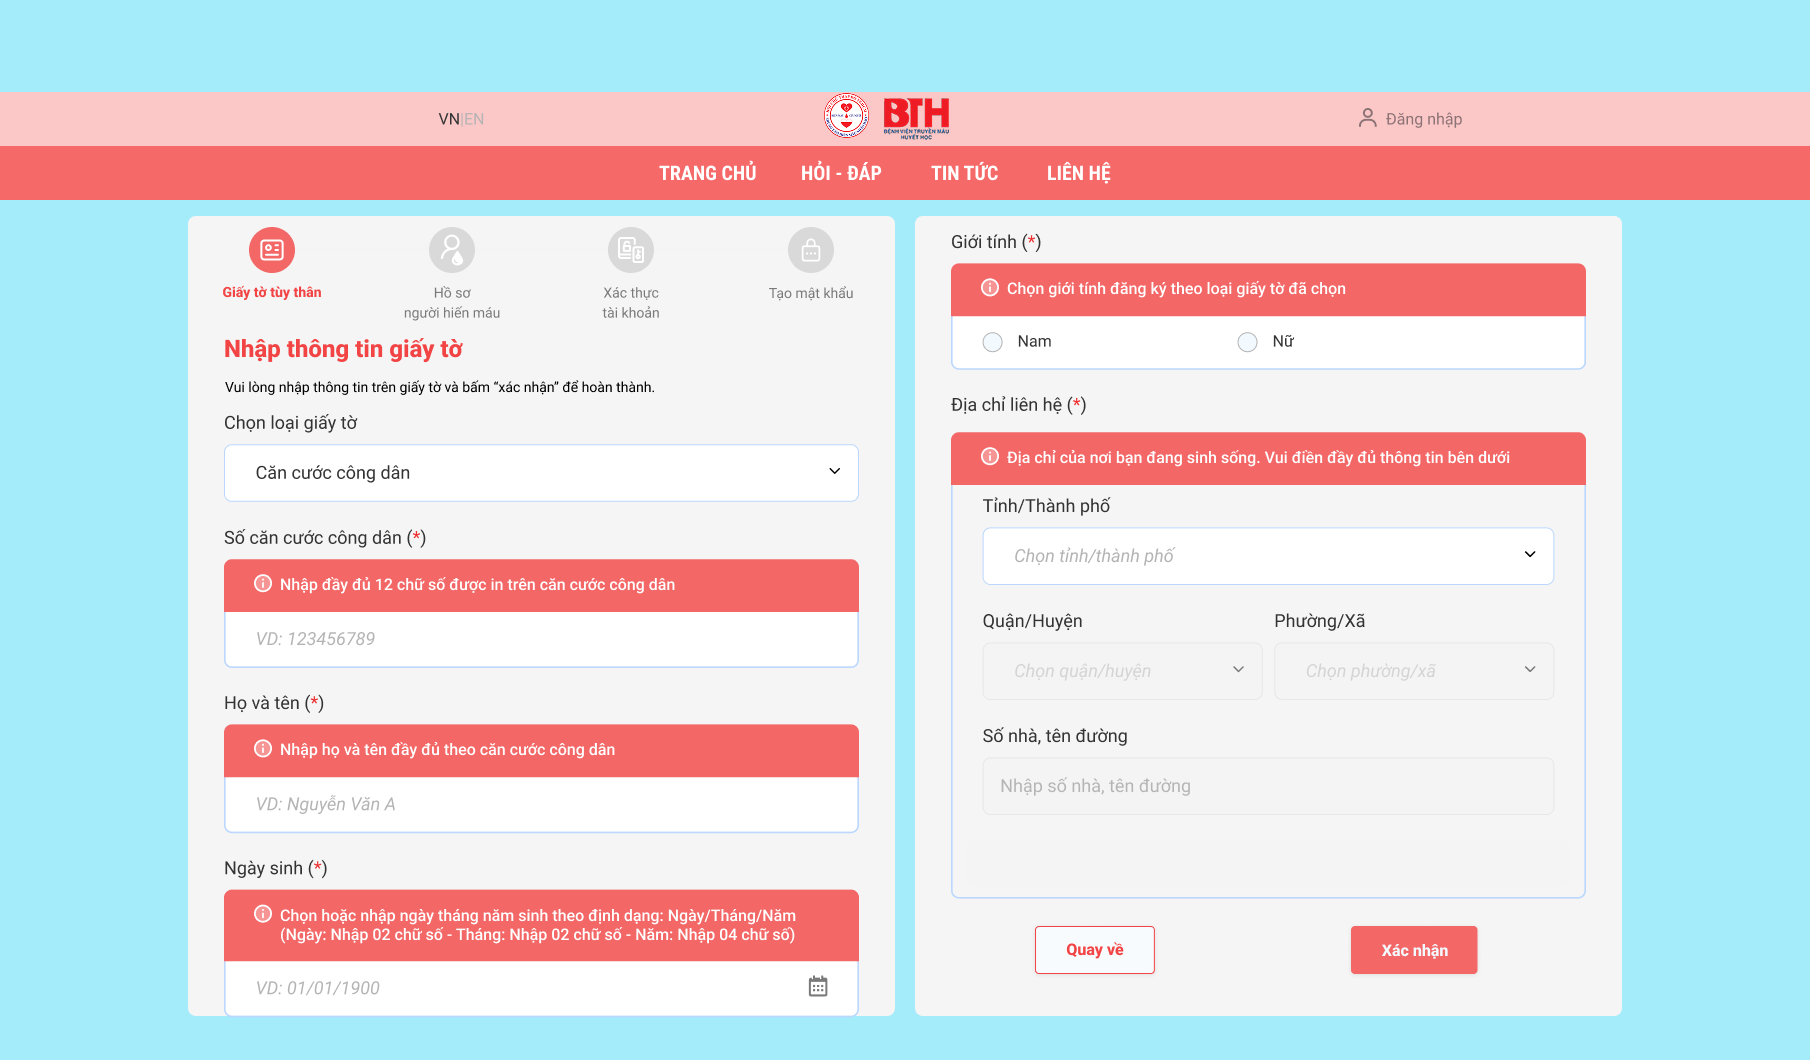 VN|EN
BTH
BỆNH VIỆN TRUYỀN MÁU
HUYẾT HỌC
Đăng nhập
TRANG CHỦ
HỎI - ĐÁP
TIN TỨC
LIÊN HỆ
Giấy tờ tùy thân
Hồ sơ
người hiến máu
Xác thực
tài khoản
Tạo mật khẩu
Nhập thông tin giấy tờ
Vui lòng nhập thông tin trên giấy tờ và bấm “xác nhận” để hoàn thành.
Chọn loại giấy tờ
Căn cước công dân
Số căn cước công dân (*)
Nhập đầy đủ 12 chữ số được in trên căn cước công dân
VD: 123456789
Họ và tên (*)
Nhập họ và tên đầy đủ theo căn cước công dân
VD: Nguyễn Văn A
Ngày sinh (*)
Chọn hoặc nhập ngày tháng năm sinh theo định dạng: Ngày/Tháng/Năm
(Ngày: Nhập 02 chữ số - Tháng: Nhập 02 chữ số - Năm: Nhập 04 chữ số)
VD: 01/01/1900
Giới tính (*)
Chọn giới tính đăng ký theo loại giấy tờ đã chọn
Nam
Nữ
Địa chỉ liên hệ (*)
Địa chỉ của nơi bạn đang sinh sống. Vui điền đầy đủ thông tin bên dưới
Tỉnh/Thành phố
Chọn tỉnh/thành phố
Quận/Huyện
Phường/Xã
Chọn quận/huyện
Chọn phường/xã
Số nhà, tên đường
Nhập số nhà, tên đường
Quay về
Xác nhận